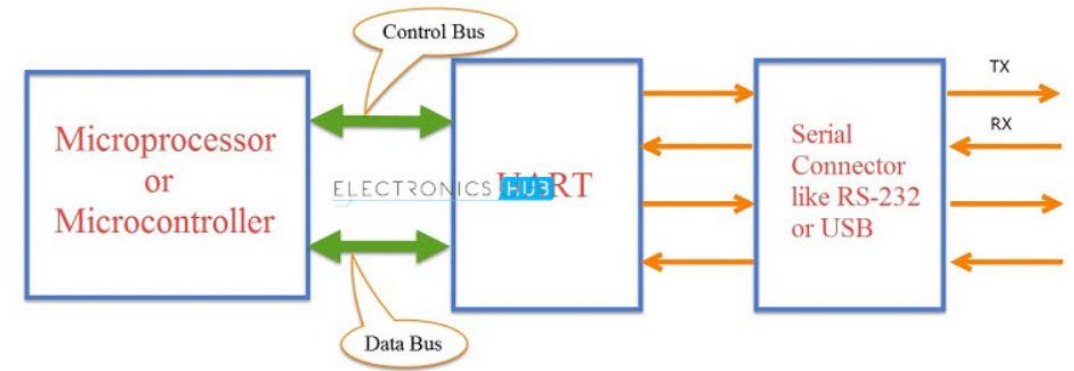 Control Bus
Microprocessor
or
Microcontroller
ELECTRONICS HUB
UART
Serial
Connector
like RS-232
or USB
TX
RX
Data Bus